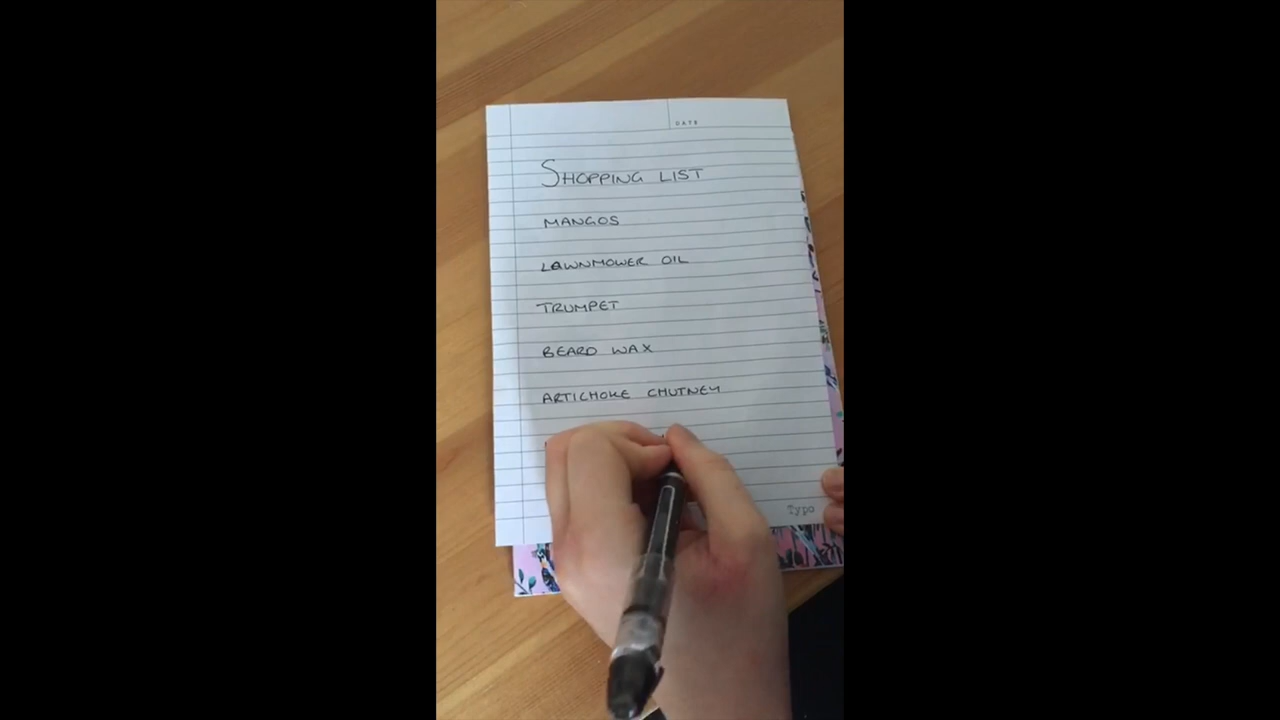 DATE
SHOPPING LIST
MANGOS
LAWNMOWER OIL
TRUMPET
BEARD WAX
ARTICHOKE CHUTNEY
Typo